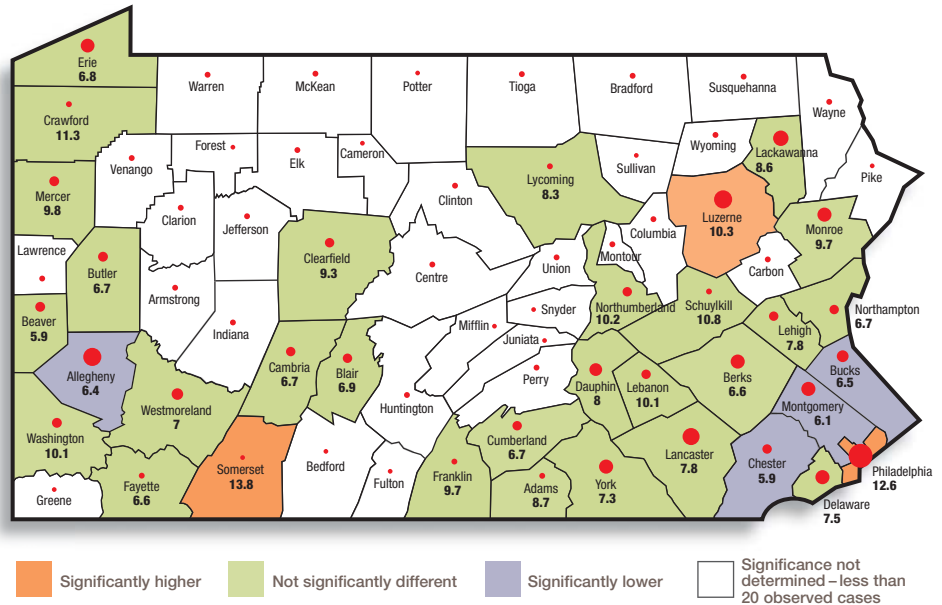 Erie
6.8
Crawford
11.3
Warren
McKean
Potter
Tioga
Bradford
Susquehanna
Wayne
Forest
Elk
Cameron
Venango
Mercer
9.8
Clarion
Jefferson
Clinton
Lycoming
8.3
Sullivan
Wyoming
Lackawanna
8.6
Pike
Luzerne
10.3
Monroe
9.7
Columbia
Montour
Carbon
Lawrence
Butler
6.7
Armstrong
Clearfield
9.3
Centre
Union
Snyder
Northumberland
10.2
Schuylkill
10.8
Northampton
6.7
Lehigh
7.8
Beaver
5.9
Indiana
Mifflin
Juniata
Perry
Cambria
6.7
Blair
6.9
Huntington
Dauphin
8
Lebanon
10.1
Berks
6.6
Bucks
6.5
Montgomery
6.1
Allegheny
6.4
Westmoreland
7
Washington
10.1
Greene
Fayette
6.6
Somerset
13.8
Bedford
Fulton
Franklin
9.7
Cumberland
6.7
Adams
8.7
York
7.3
Lancaster
7.8
Chester
5.9
Philadelphia
12.6
Delaware
7.5
Significantly higher
Not significantly different
Significantly lower
Significance not
determined – less than
20 observed cases